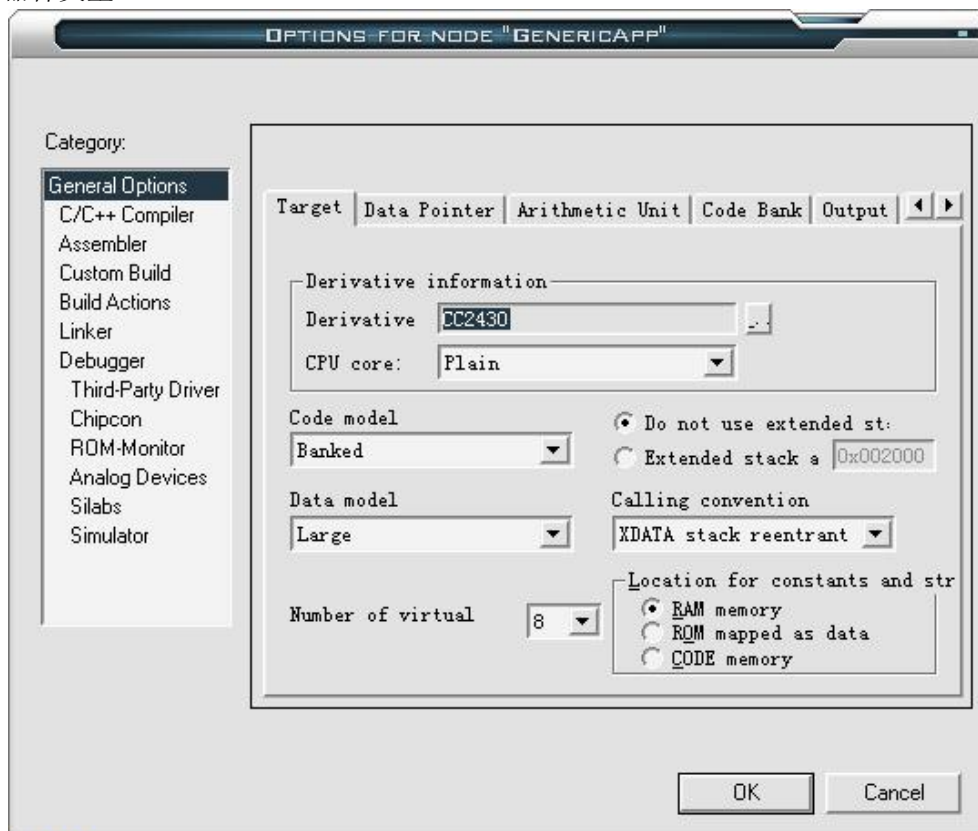 OPTIONS FOR NODE "GENERICAPP"
Category:
General Options
C/C++ Compiler
Assembler
Custom Build
Build Actions
Linker
Debugger
Third-Party Driver
Chipcon
ROM-Monitor
Analog Devices
Silabs
Simulator
Target
Data Pointer
Arithmetic Unit
Code Bank
Output
Derivative information
Derivative
CC2430
CPU core:
Plain
Code model
Banked
Do not use extended st
Extended stack a
0x002000
Data model
Large
Calling convention
XDATA stack reentrant
Number of virtual
8
Location for constants and str
RAM memory
ROM mapped as data
CODE memory
OK
Cancel